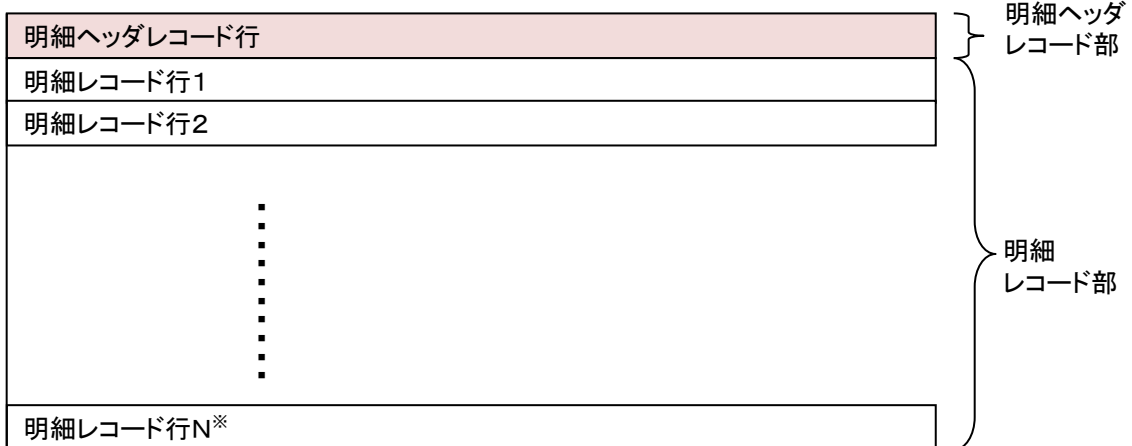 明細ヘッダレコード行
明細ヘッダ
レコード部
明細レコード行1
明細レコード行2
明細
レコード部
明細レコード行N※